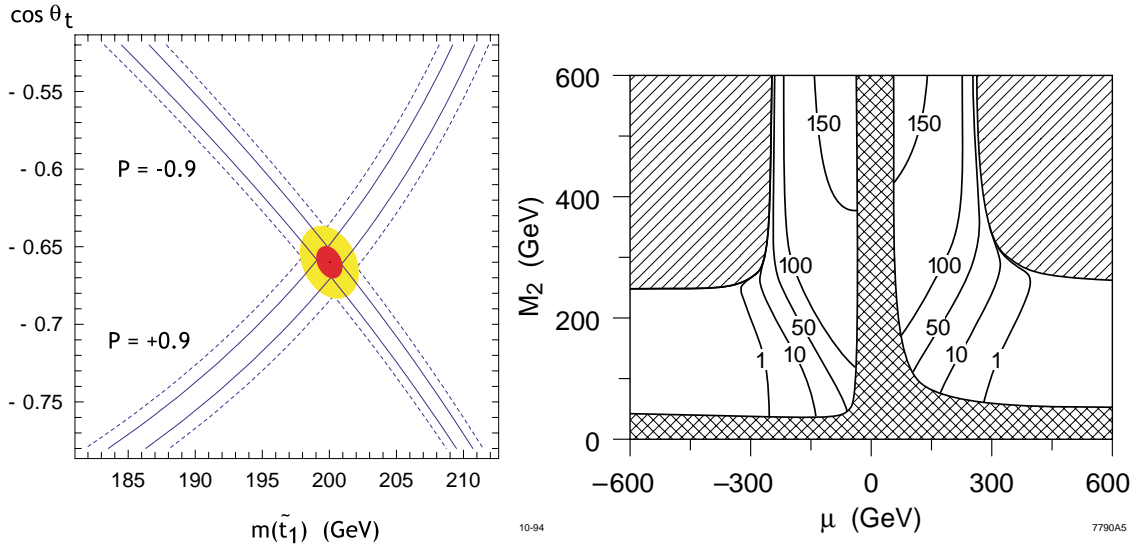 cos θt
- 0.55
- 0.6
- 0.65
- 0.7
- 0.75
P = -0.9
P = +0.9
185 190 195 200 205 210
m(t̃1) (GeV)
10-94
600
400
200
0
M2 (GeV)
150 150
100 100
50 50
10 10
1 1
−600 −300 0 300 600
μ (GeV)
7790A5